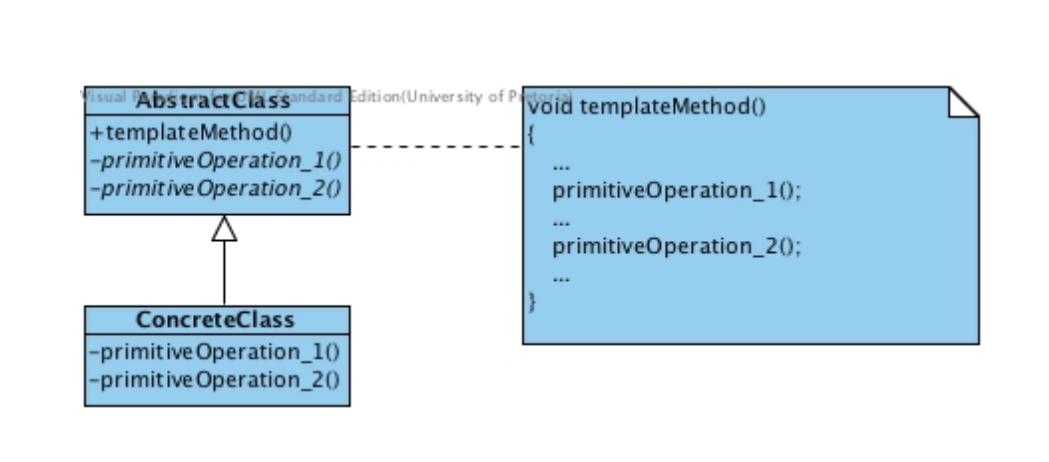 Visual Paradigm for UML Standard Edition(University of Pretoria)
AbstractClass
+templateMethod()
-primitiveOperation_1()
-primitiveOperation_2()
ConcreteClass
-primitiveOperation_1()
-primitiveOperation_2()
void templateMethod()
{
...
primitiveOperation_1();
...
primitiveOperation_2();
...
}